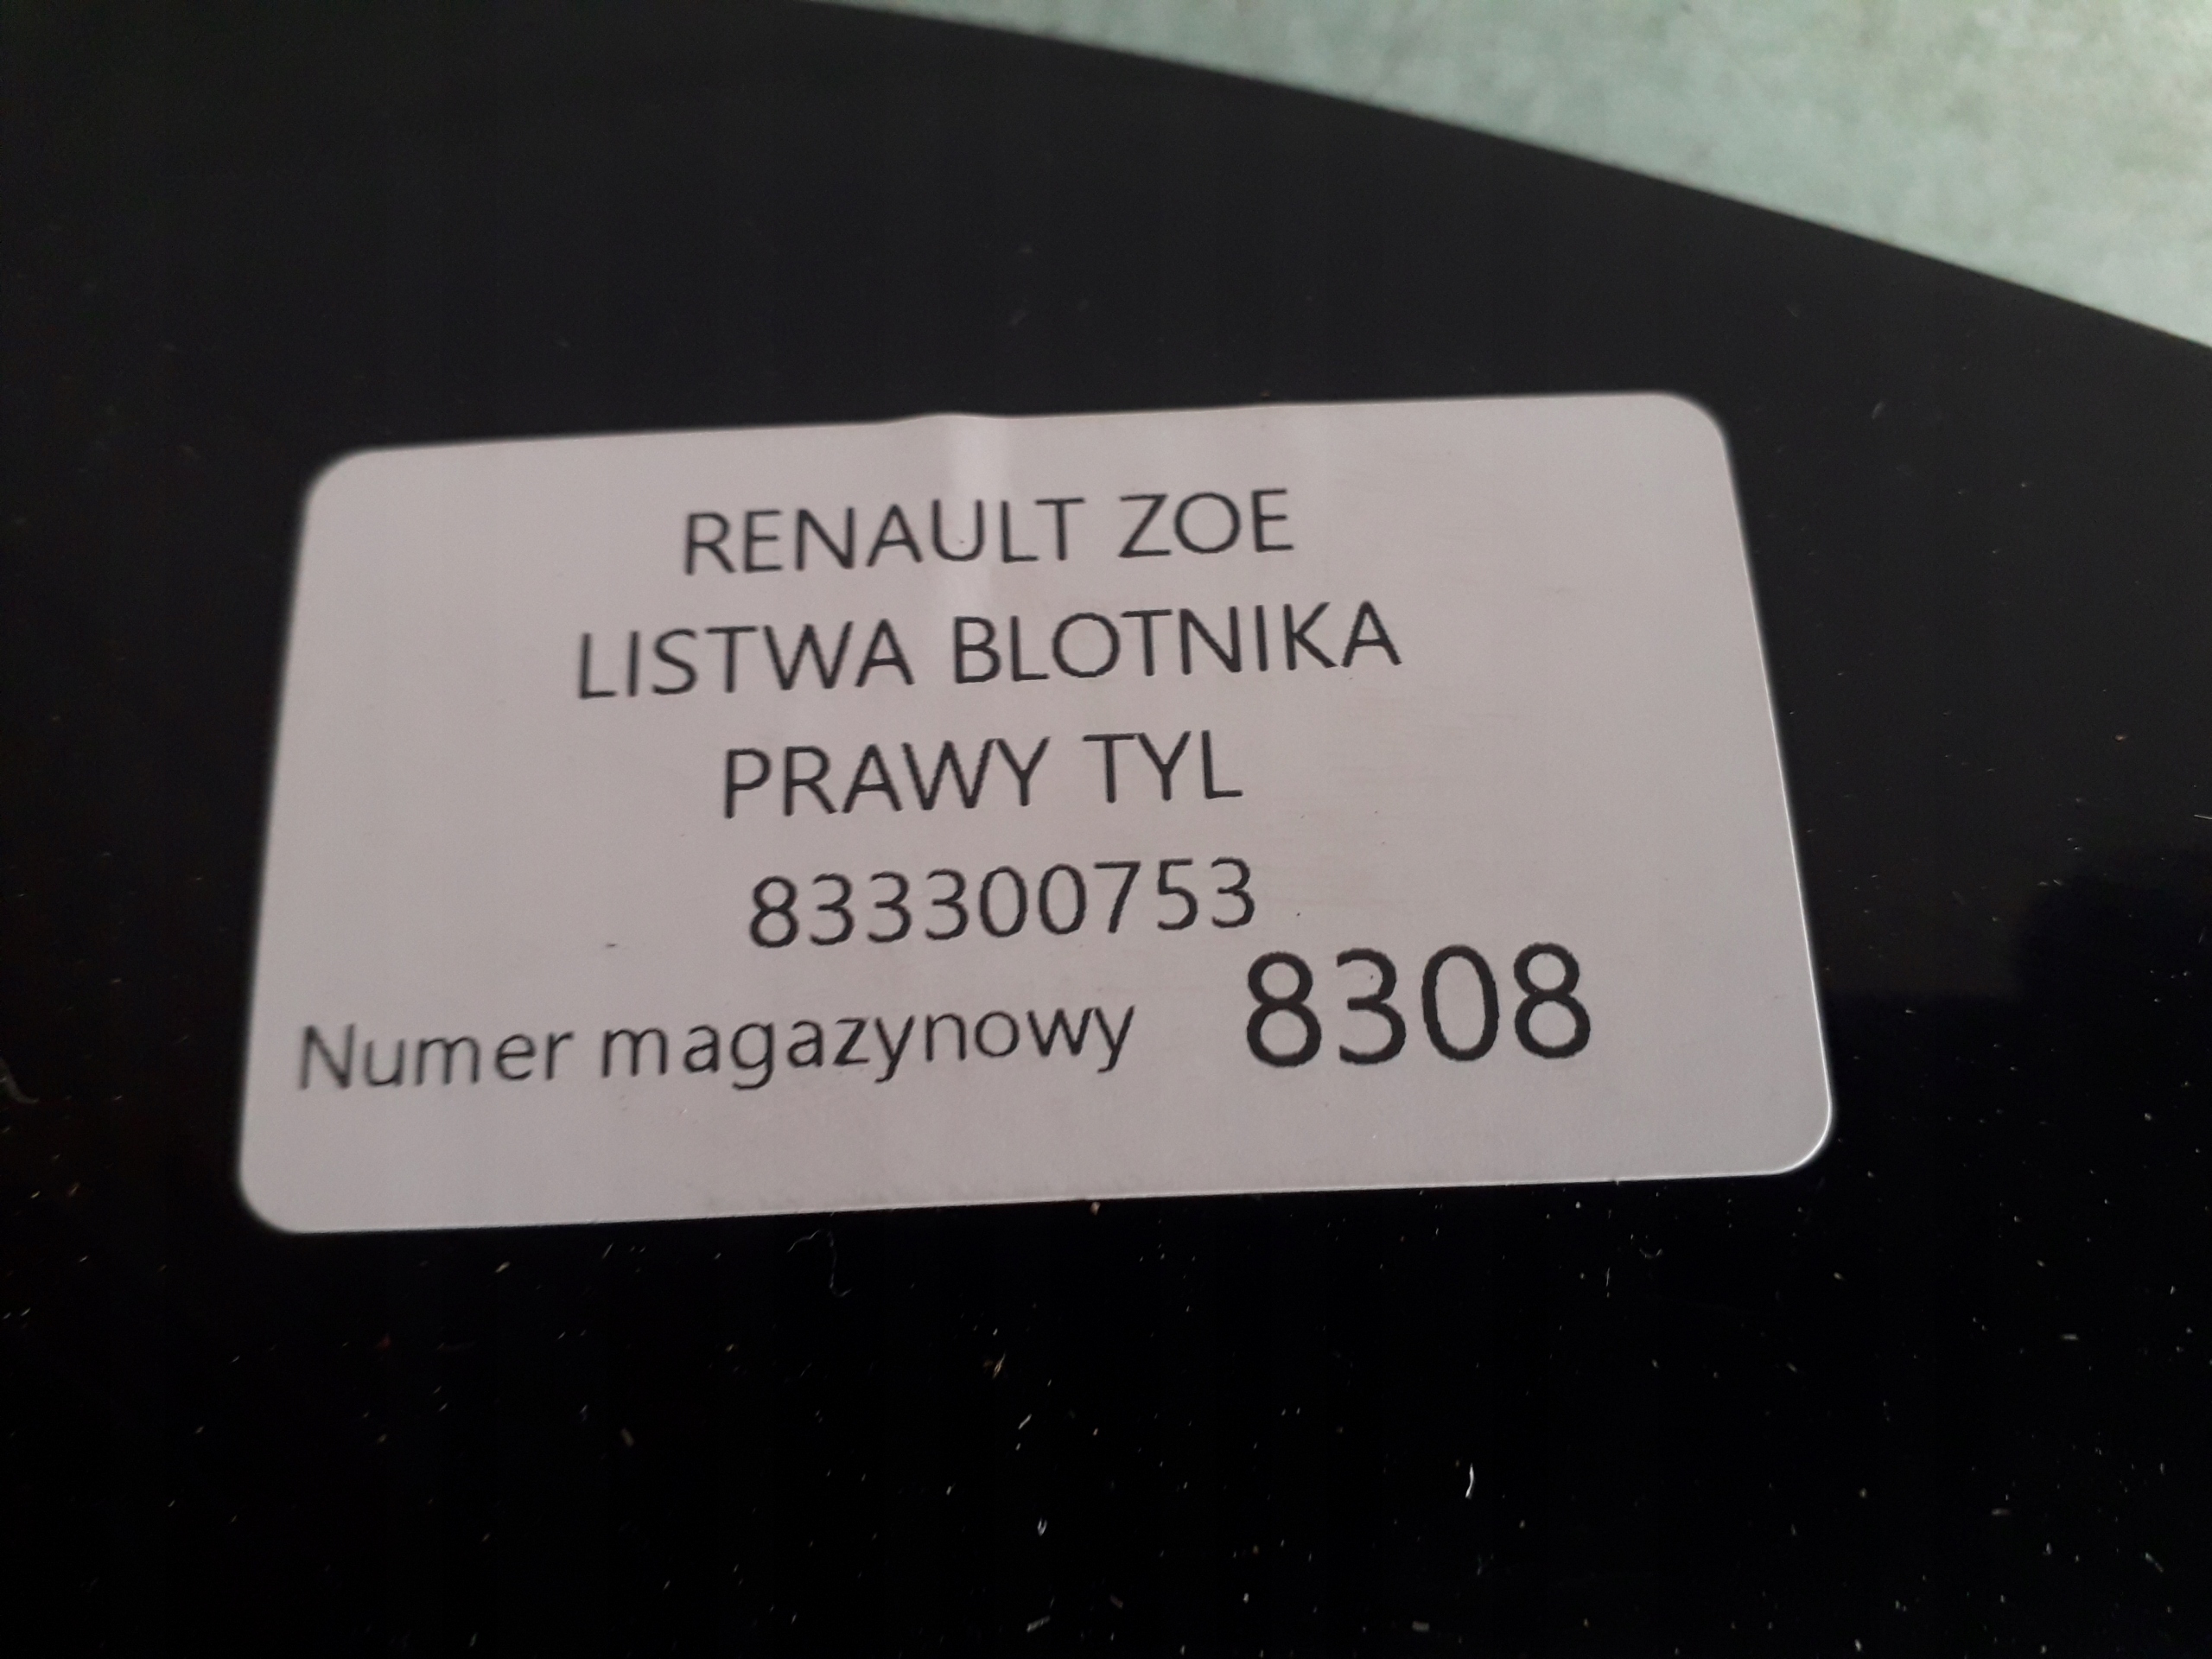 RENAULT ZOE
LISTWA BLOTNIKA
PRAWY TYL
833300753
Numer magazynowy 8308